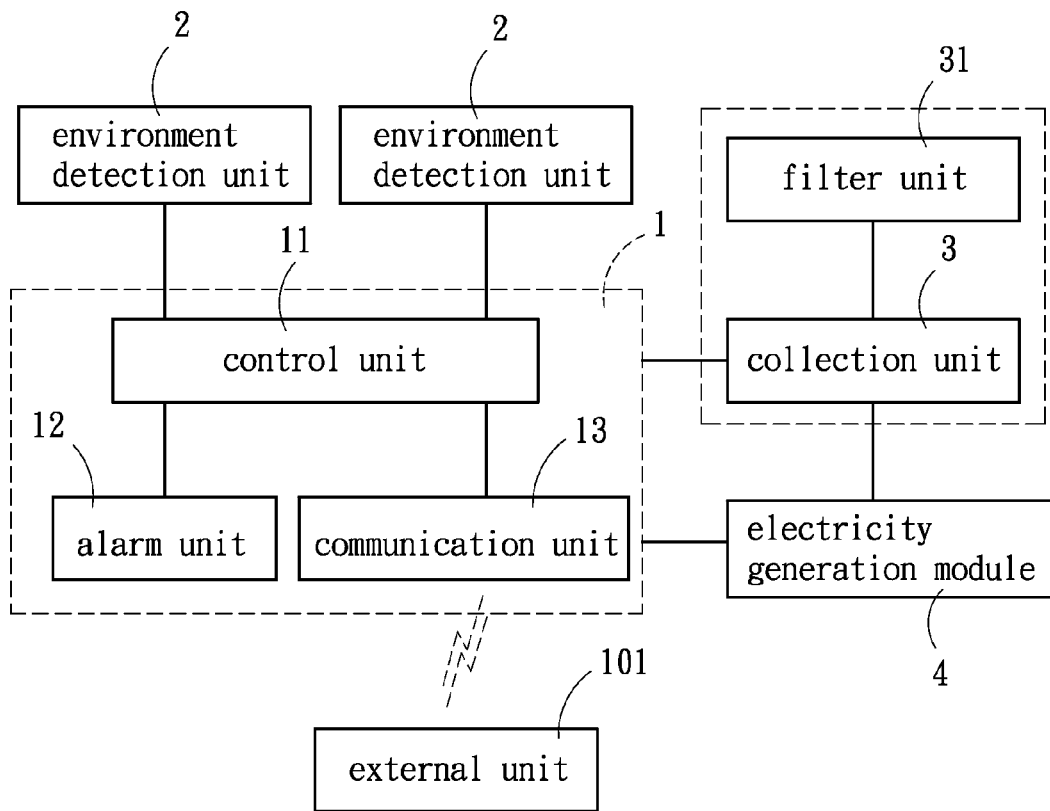 2
2
31
environment
detection unit
environment
detection unit
filter unit
1
11
3
control unit
collection unit
12
13
alarm unit
communication unit
electricity
generation module
4
101
external unit